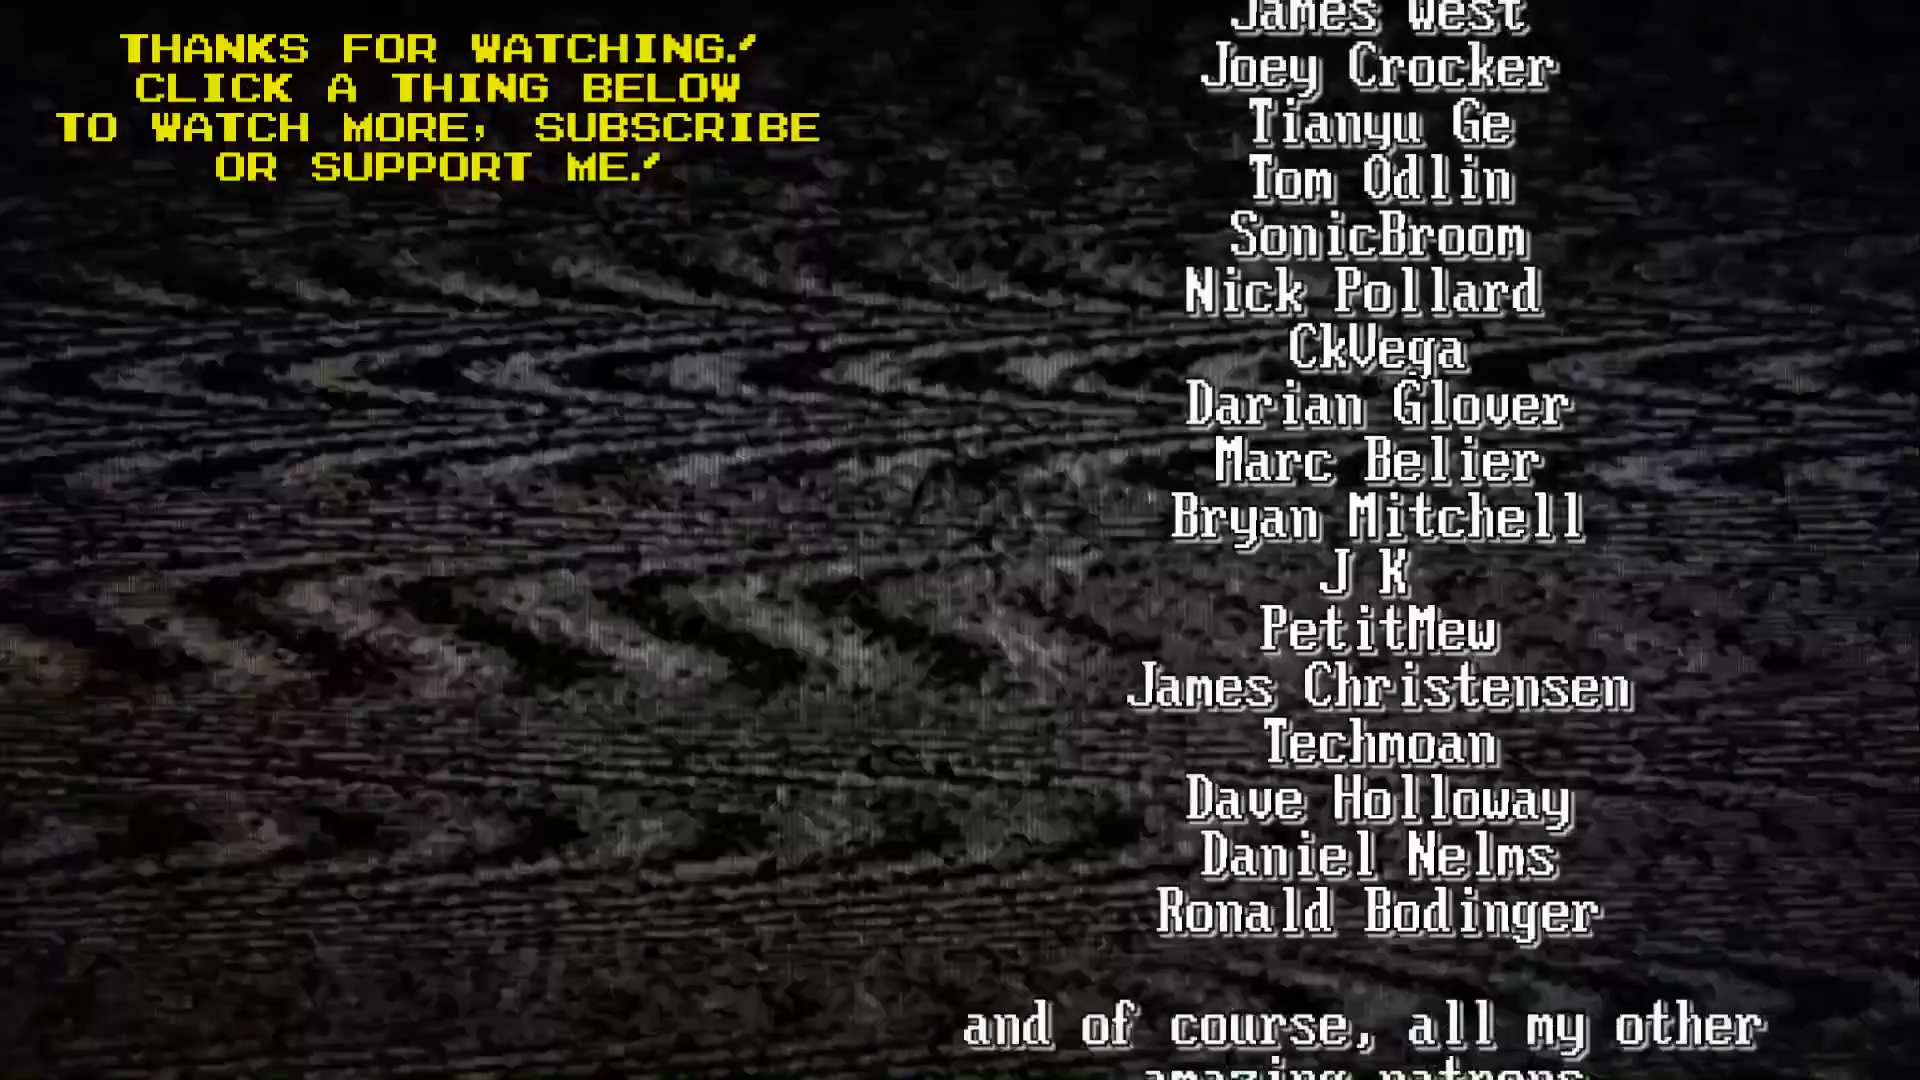 THANKS FOR WATCHING!
CLICK A THING BELOW
TO WATCH MORE, SUBSCRIBE
OR SUPPORT ME!
James West
Joey Crocker
Tianyu Ge
Tom Odlin
SonicBroom
Nick Pollard
CkVega
Darian Glover
Marc Belier
Bryan Mitchell
J K
PetitMew
James Christensen
Techmoan
Dave Holloway
Daniel Nelms
Ronald Bodinger
and of course, all my other
amazing patrons